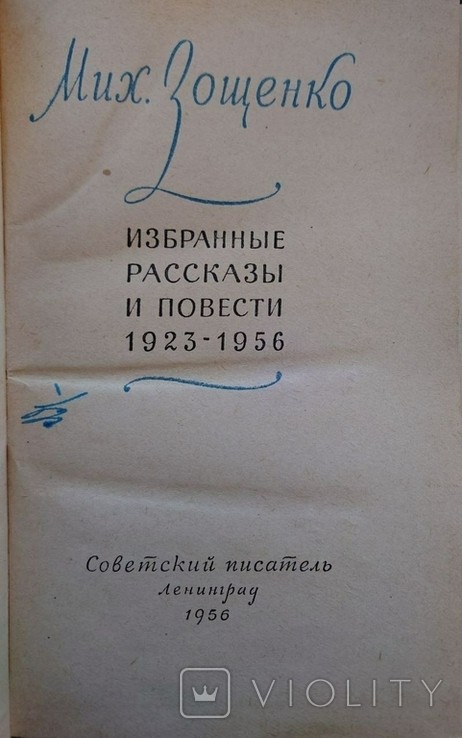 Мих. Зощенко
ИЗБРАННЫЕ
РАССКАЗЫ
И ПОВЕСТИ
1923-1956
Советский писатель
Ленинград
1956
VIOLITY